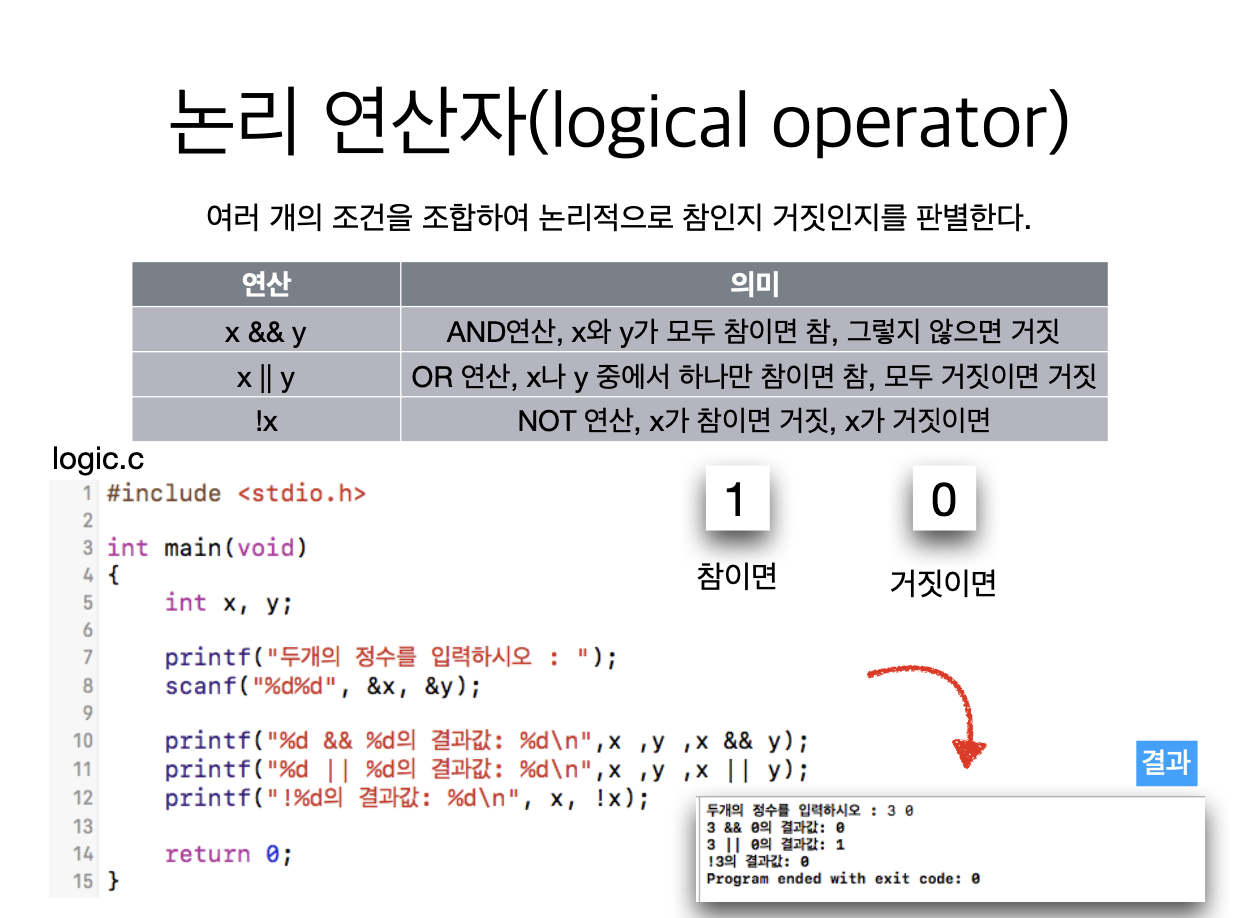 논리 연산자(logical operator)
여러 개의 조건을 조합하여 논리적으로 참인지 거짓인지를 판별한다.
연산 의미
x && y AND연산, x와 y가 모두 참이면 참, 그렇지 않으면 거짓
x || y OR 연산, x나 y 중에서 하나만 참이면 참, 모두 거짓이면 거짓
!x NOT 연산, x가 참이면 거짓, x가 거짓이면
logic.c
1 #include <stdio.h>
2
3 int main(void)
4 {
5 int x, y;
6
7 printf("두개의 정수를 입력하시오 : ");
8 scanf("%d%d", &x, &y);
9
10 printf("%d && %d의 결과값: %d\n",x ,y ,x && y);
11 printf("%d || %d의 결과값: %d\n",x ,y ,x || y);
12 printf("!%d의 결과값: %d\n", x, !x);
13
14 return 0;
15 }
1 0
참이면 거짓이면
결과
두개의 정수를 입력하시오 : 3 0
3 && 0의 결과값: 0
3 || 0의 결과값: 1
!3의 결과값: 0
Program ended with exit code: 0